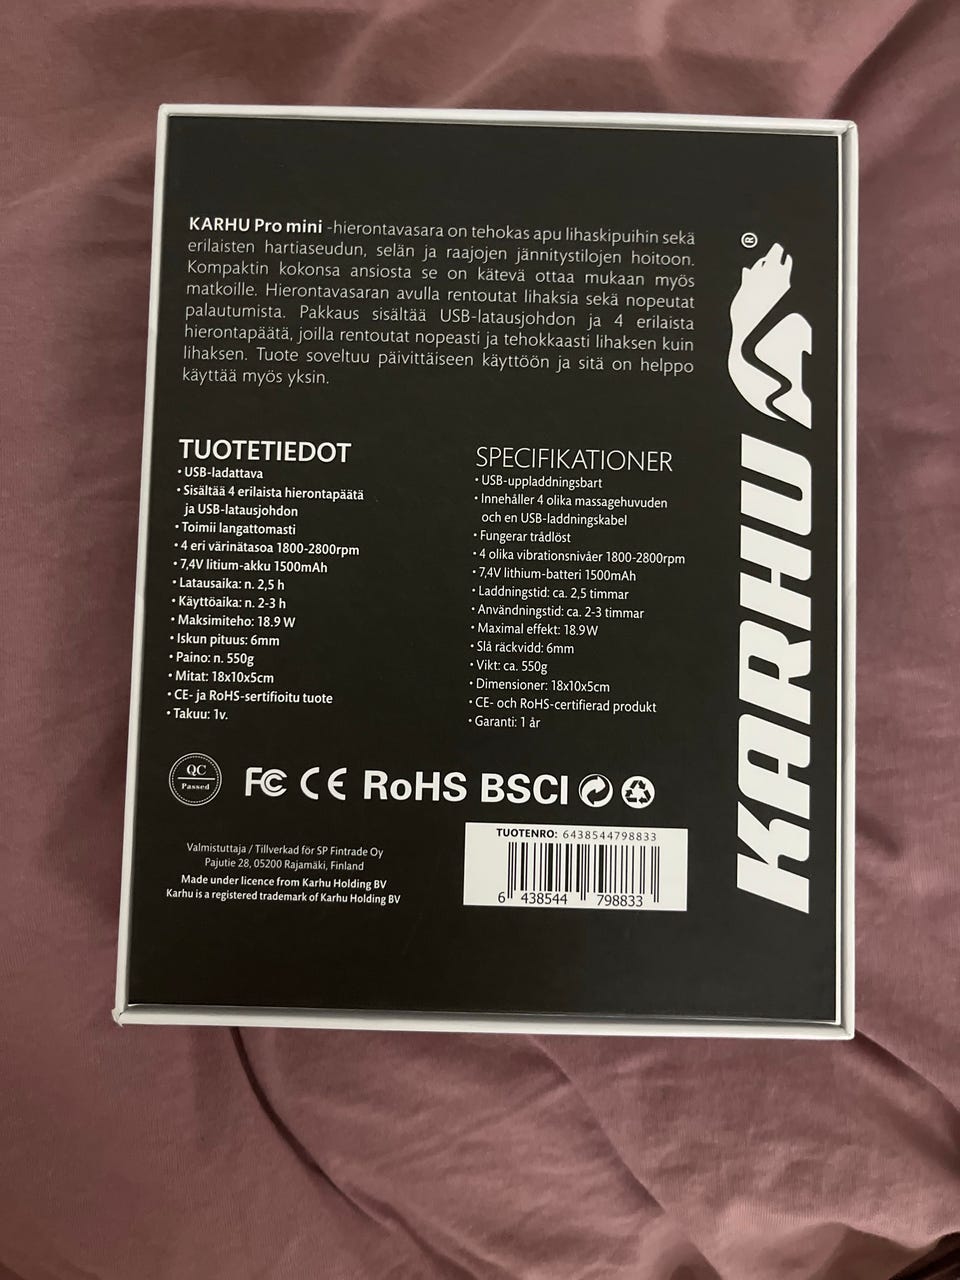 KARHU Pro mini -hierontavasara on tehokas apu lihaskipuihin sekä
erilaisten hartiaseudun, selän ja raajojen jännitystilojen hoitoon.
Kompaktin kokonsa ansiosta se on kätevä ottaa mukaan myös
matkoille. Hierontavasaran avulla rentoutat lihaksia sekä nopeutat
palautumista. Pakkaus sisältää USB-latausjohdon ja 4 erilaista
hierontapäätä, joilla rentoutat nopeasti ja tehokkaasti lihaksen kuin
lihaksen. Tuote soveltuu päivittäiseen käyttöön ja sitä on helppo
käyttää myös yksin.
TUOTETIEDOT
• USB-ladattava
• Sisältää 4 erilaista hierontapäätä
ja USB-latausjohdon
• Toimii langattomasti
• 4 eri värinätasoa 1800-2800rpm
• 7,4V litium-akku 1500mAh
• Latausaika: n. 2,5 h
• Käyttöaika: n. 2-3 h
• Maksimiteho: 18.9 W
• Iskun pituus: 6mm
• Paino: n. 550g
• Mitat: 18x10x5cm
• CE- ja RoHS-sertifioitu tuote
• Takuu: 1v.
SPECIFIKATIONER
• USB-uppladdningsbart
• Innehåller 4 olika massagehuvuden
och en USB-laddningskabel
• Fungerar trådlöst
• 4 olika vibrationsnivåer 1800-2800rpm
• 7,4V lithium-batteri 1500mAh
• Laddningstid: ca. 2,5 timmar
• Användningstid: ca. 2-3 timmar
• Maximal effekt: 18.9W
• Slå räckvidd: 6mm
• Vikt: ca. 550g
• Dimensioner: 18x10x5cm
• CE- och RoHS-certifierad produkt
• Garanti: 1 år
QC
Passed
FC CE RoHS BSCI
Valmistuttaja / Tillverkad för SP Fintrade Oy
Pajutie 28, 05200 Rajamäki, Finland
Made under licence from Karhu Holding BV
Karhu is a registered trademark of Karhu Holding BV
TUOTENRO: 6438544798833
6 438544 798833
KARHU ®